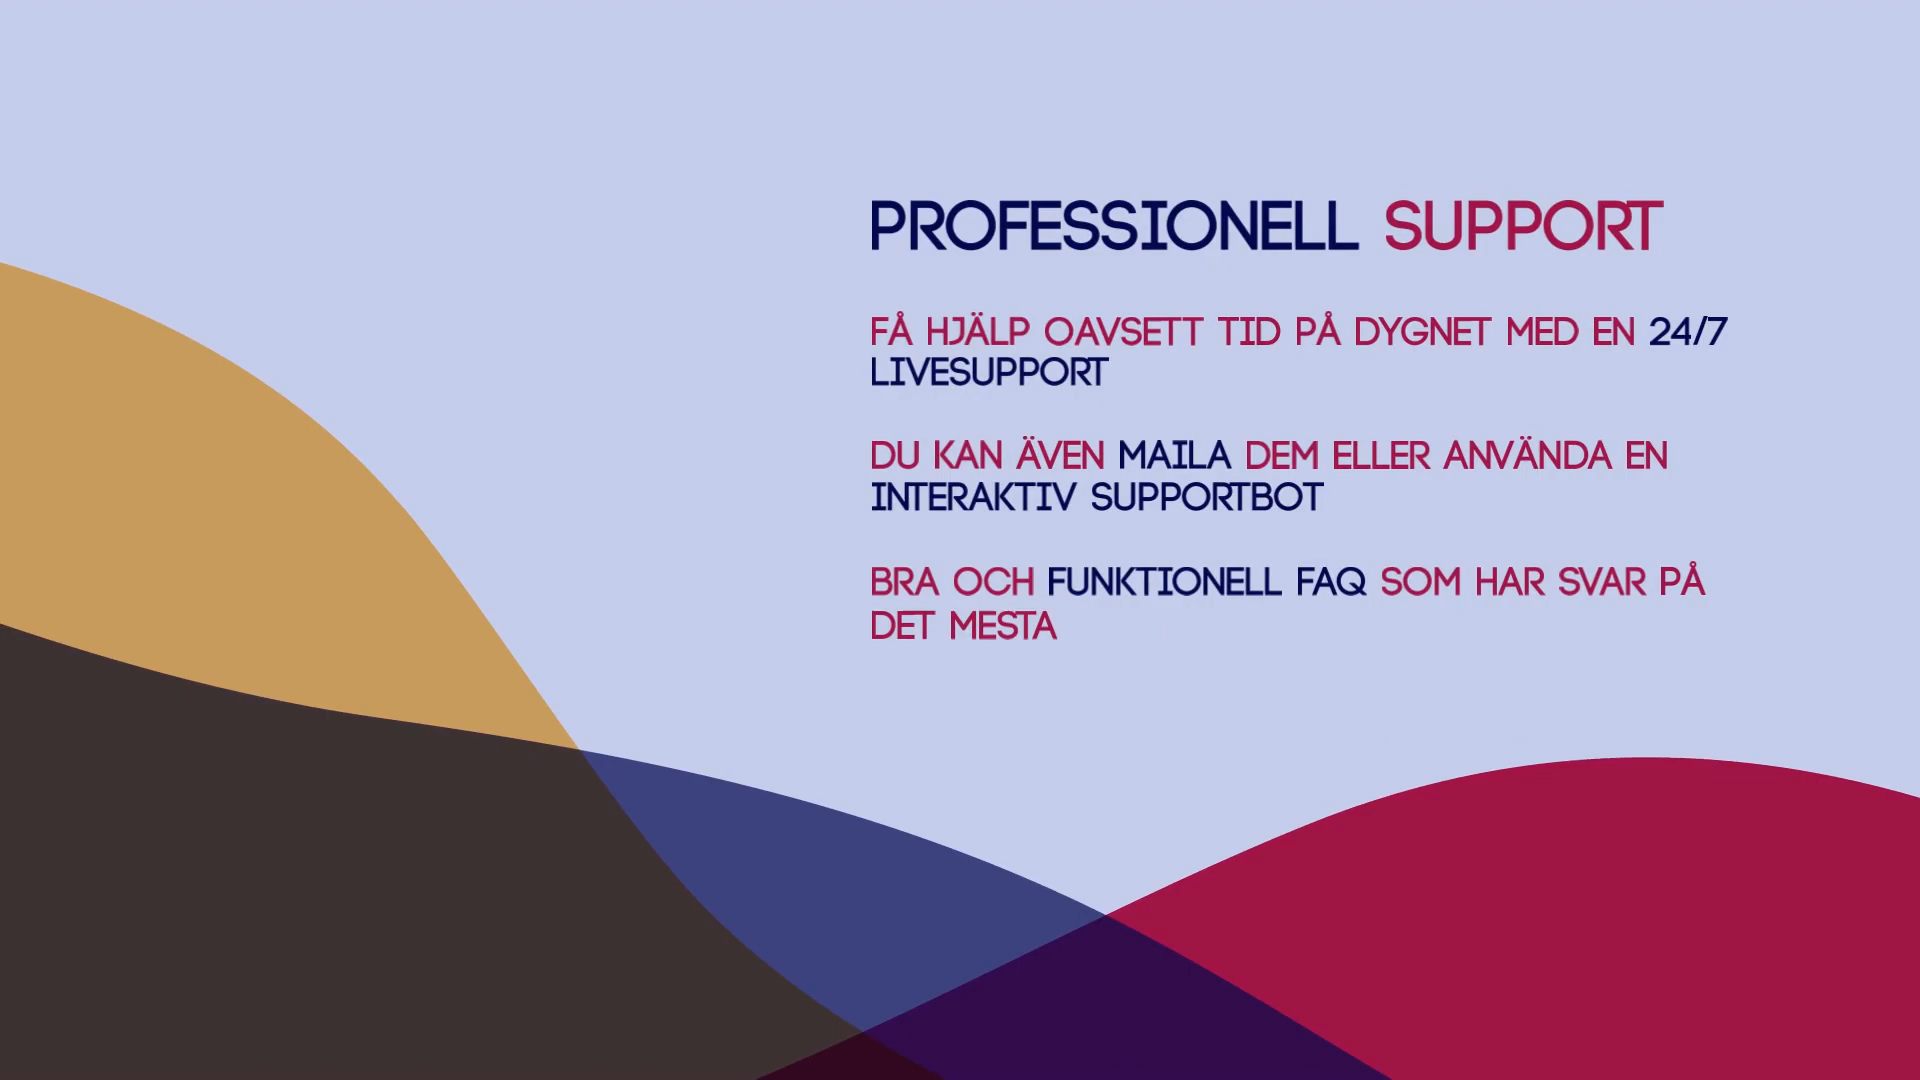 PROFESSIONELL SUPPORT
FÅ HJÄLP OAVSETT TID PÅ DYGNET MED EN 24/7
LIVESUPPORT
DU KAN ÄVEN MAILA DEM ELLER ANVÄNDA EN
INTERAKTIV SUPPORTBOT
BRA OCH FUNKTIONELL FAQ SOM HAR SVAR PÅ
DET MESTA